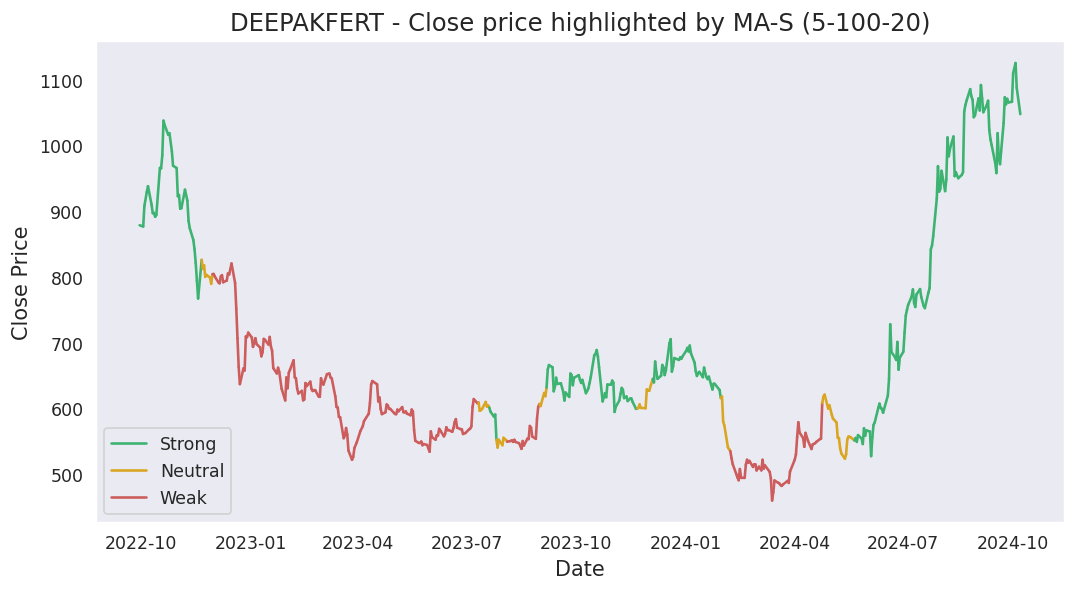 DEEPAKFERT - Close price highlighted by MA-S (5-100-20)
Close Price
1100
1000
900
800
700
600
500
Strong
Neutral
Weak
2022-10 2023-01 2023-04 2023-07 2023-10 2024-01 2024-04 2024-07 2024-10
Date